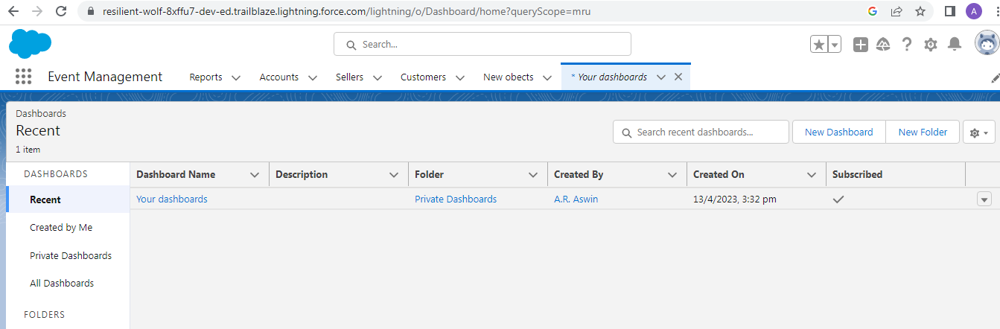 resilient-wolf-8xffu7-dev-ed.trailblaze.lightning.force.com/lightning/o/Dashboard/home?queryScope=mru
A
Search...
Event Management Reports Accounts Sellers Customers New obects * Your dashboards
Dashboards
Recent
1 item
Search recent dashboards... New Dashboard New Folder
DASHBOARDS Dashboard Name Description Folder Created By Created On Subscribed
Recent Your dashboards Private Dashboards A.R. Aswin 13/4/2023, 3:32 pm
Created by Me
Private Dashboards
All Dashboards
FOLDERS